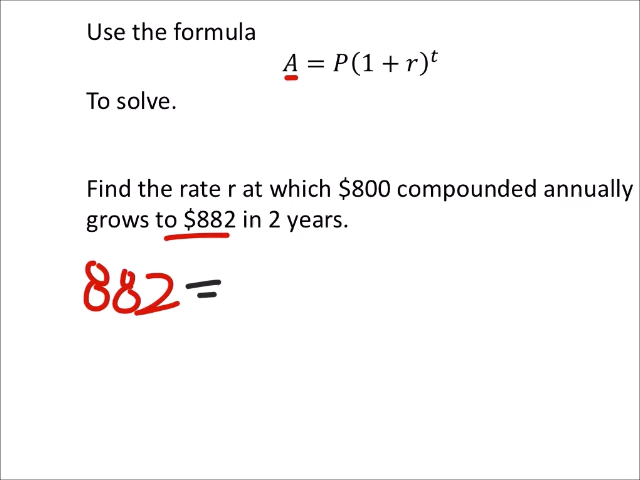 Use the formula
A = P(1 + r)^t
To solve.
Find the rate r at which $800 compounded annually
grows to $882 in 2 years.
882 =